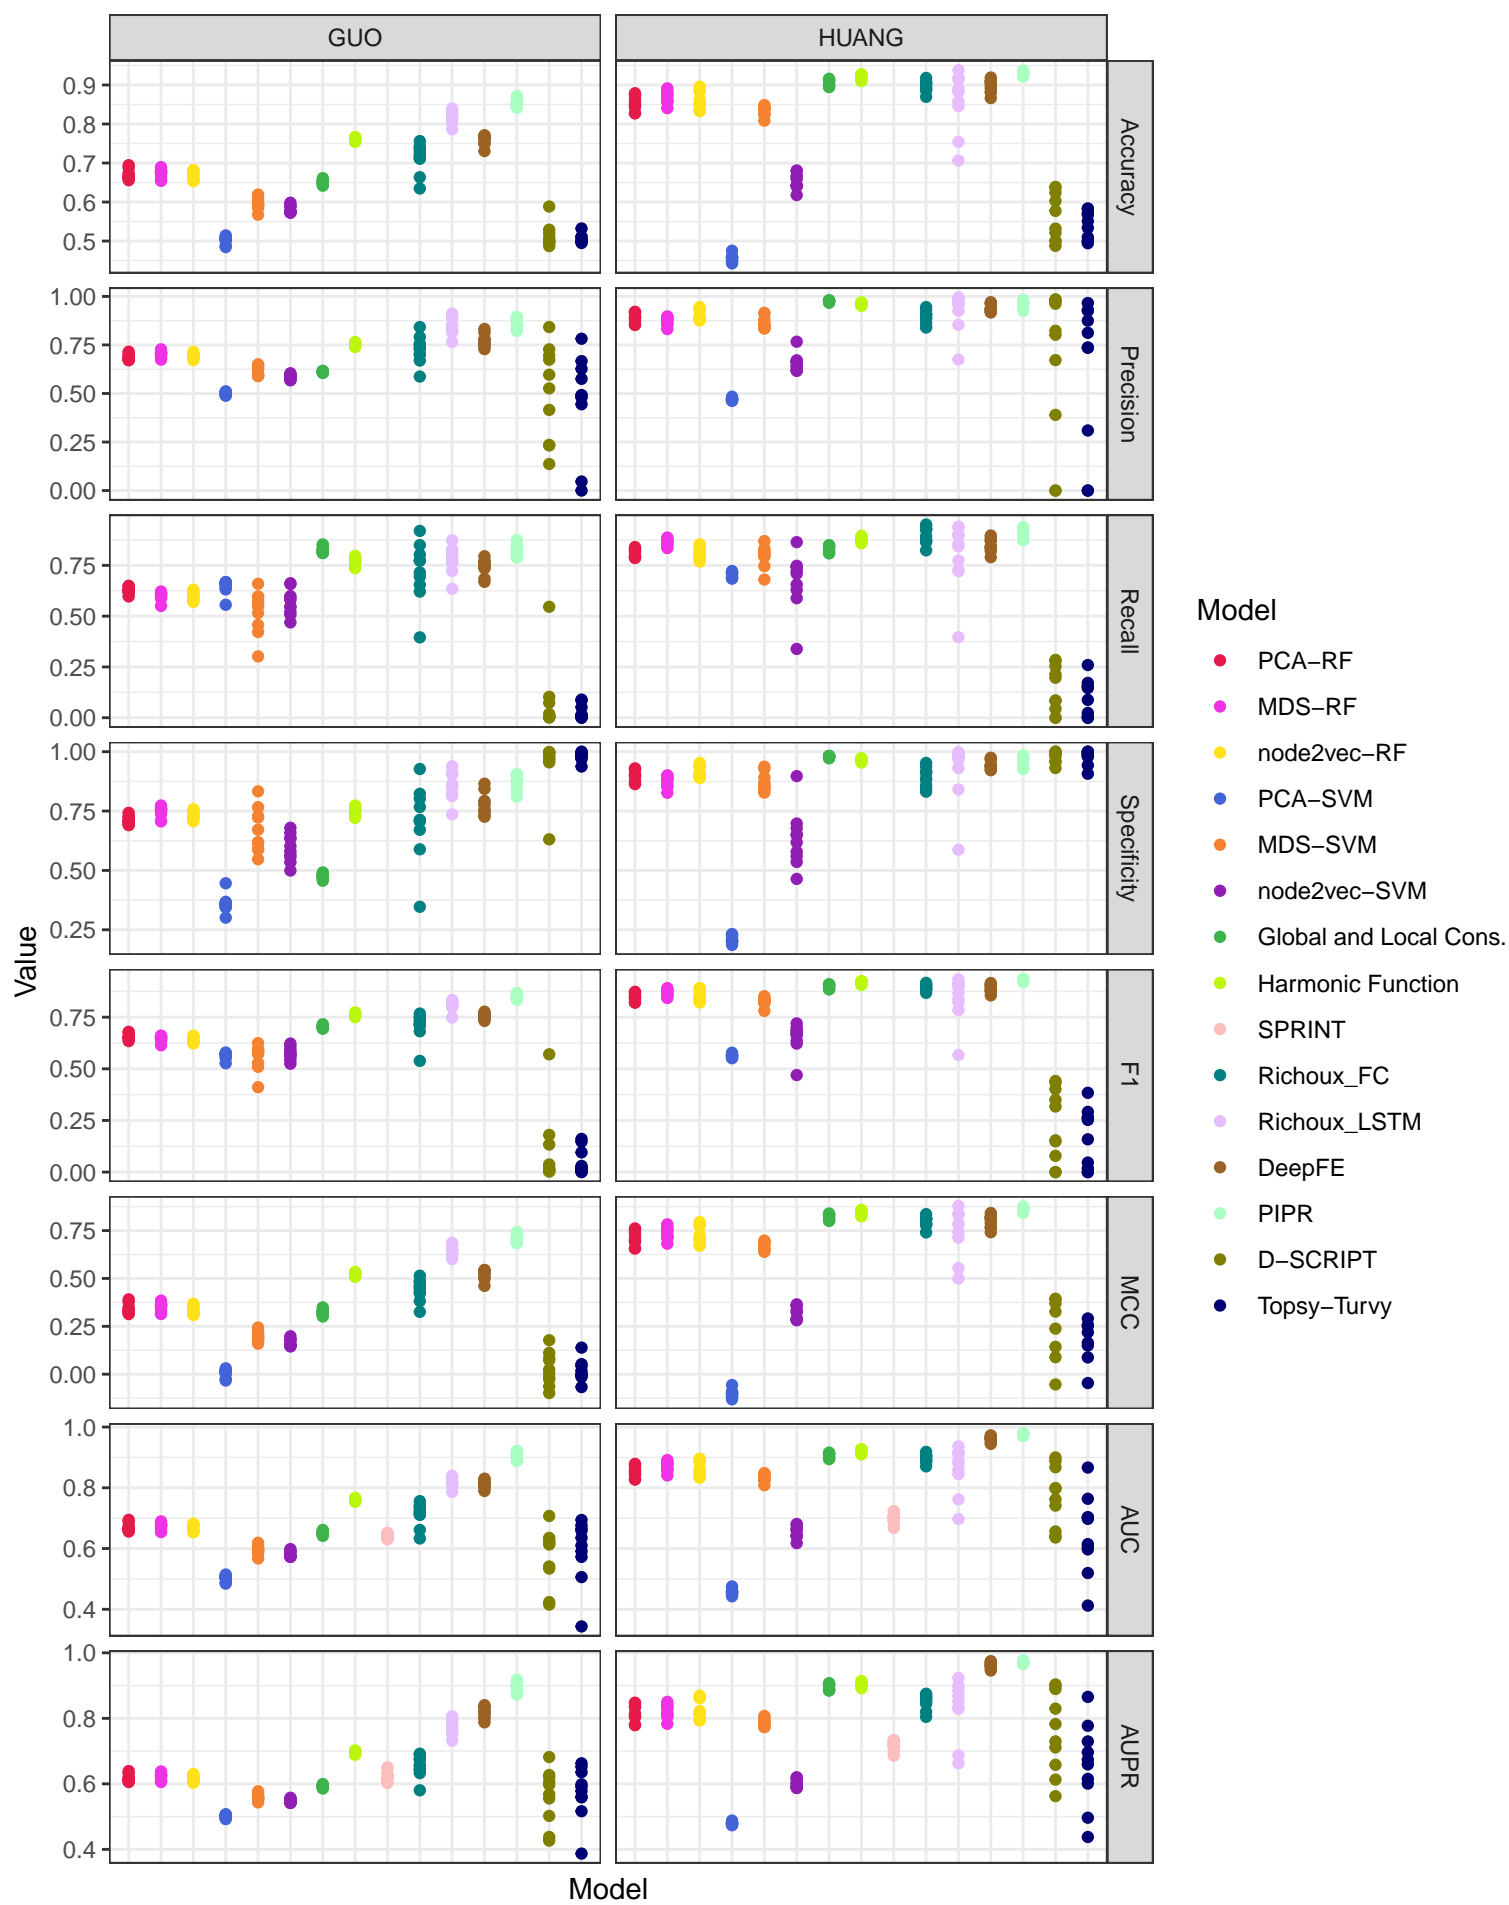 GUO
HUANG
0.9
0.8
0.7
0.6
0.5
Accuracy
1.00
0.75
0.50
0.25
0.00
Precision
0.75
0.50
0.25
0.00
Recall
1.00
0.75
0.50
0.25
Specificity
0.75
0.50
0.25
0.00
F1
0.75
0.50
0.25
0.00
MCC
1.0
0.8
0.6
0.4
AUC
1.0
0.8
0.6
0.4
AUPR
Value
Model
Model
PCA−RF
MDS−RF
node2vec−RF
PCA−SVM
MDS−SVM
node2vec−SVM
Global and Local Cons.
Harmonic Function
SPRINT
Richoux_FC
Richoux_LSTM
DeepFE
PIPR
D−SCRIPT
Topsy−Turvy